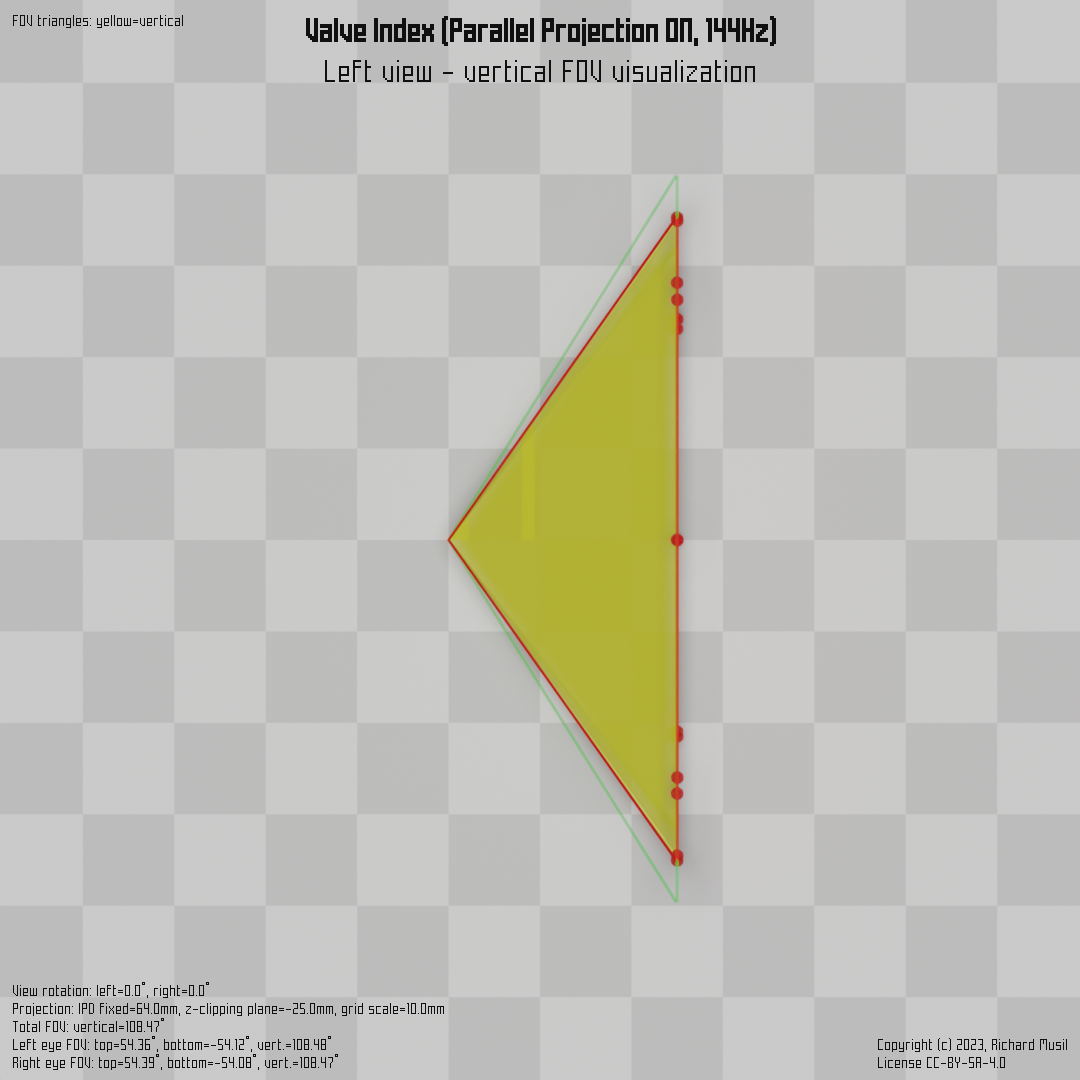 FOV triangles: yellow=vertical
Valve Index (Parallel Projection ON, 144Hz)
Left view - vertical FOV visualization
View rotation: left=0.0°, right=0.0°
Projection: IPD fixed=64.0mm, z-clipping plane=-25.0mm, grid scale=10.0mm
Total FOV: vertical=108.47°
Left eye FOV: top=54.36°, bottom=-54.12°, vert.=108.48°
Right eye FOV: top=54.39°, bottom=-54.08°, vert.=108.47°
Copyright (c) 2023, Richard Musil
License CC-BY-SA-4.0